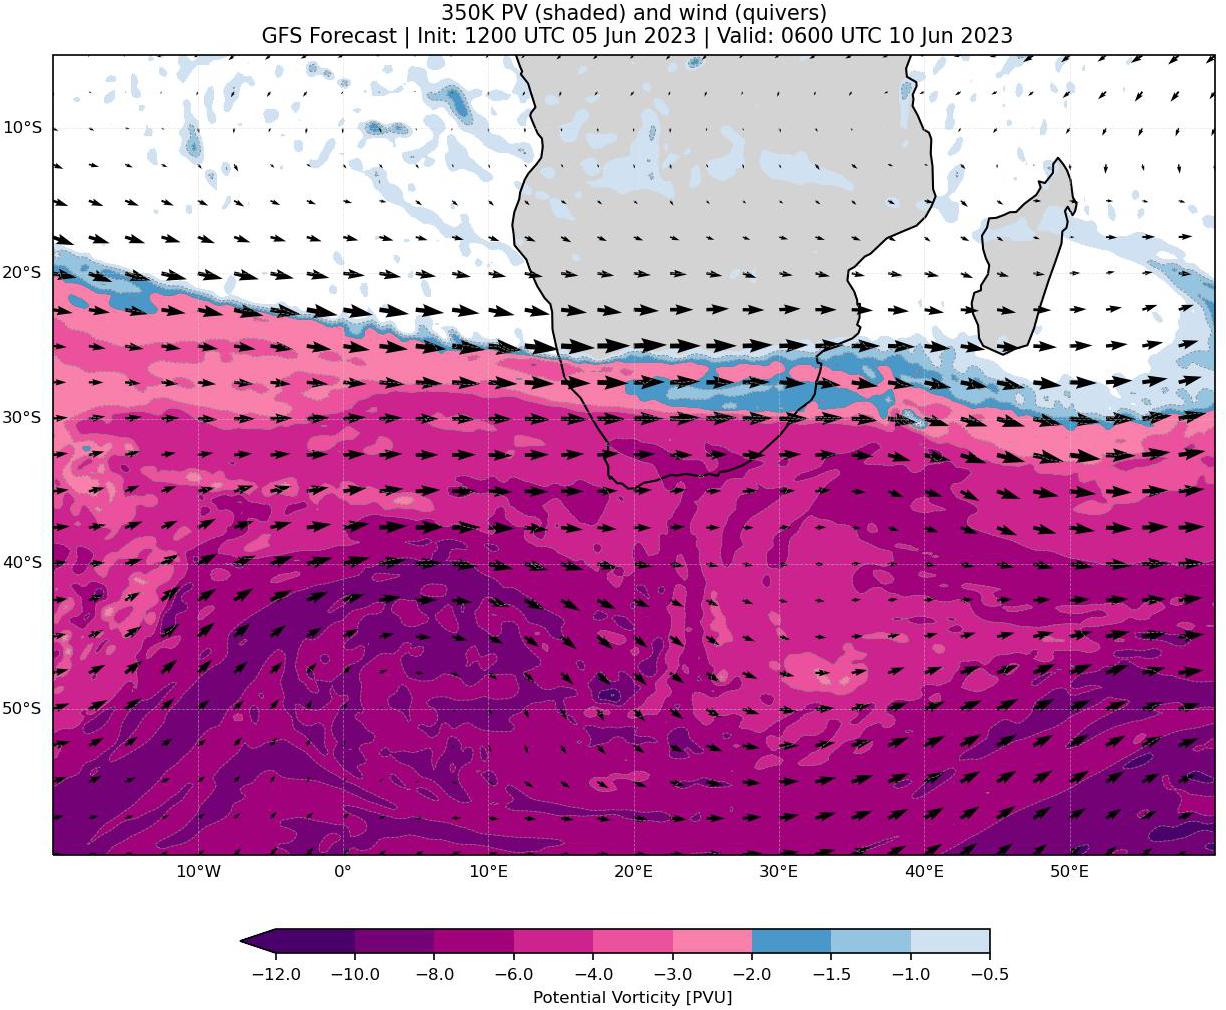 350K PV (shaded) and wind (quivers)
GFS Forecast | Init: 1200 UTC 05 Jun 2023 | Valid: 0600 UTC 10 Jun 2023
10°S
20°S
30°S
40°S
50°S
10°W 0° 10°E 20°E 30°E 40°E 50°E
−12.0 −10.0 −8.0 −6.0 −4.0 −3.0 −2.0 −1.5 −1.0 −0.5
Potential Vorticity [PVU]